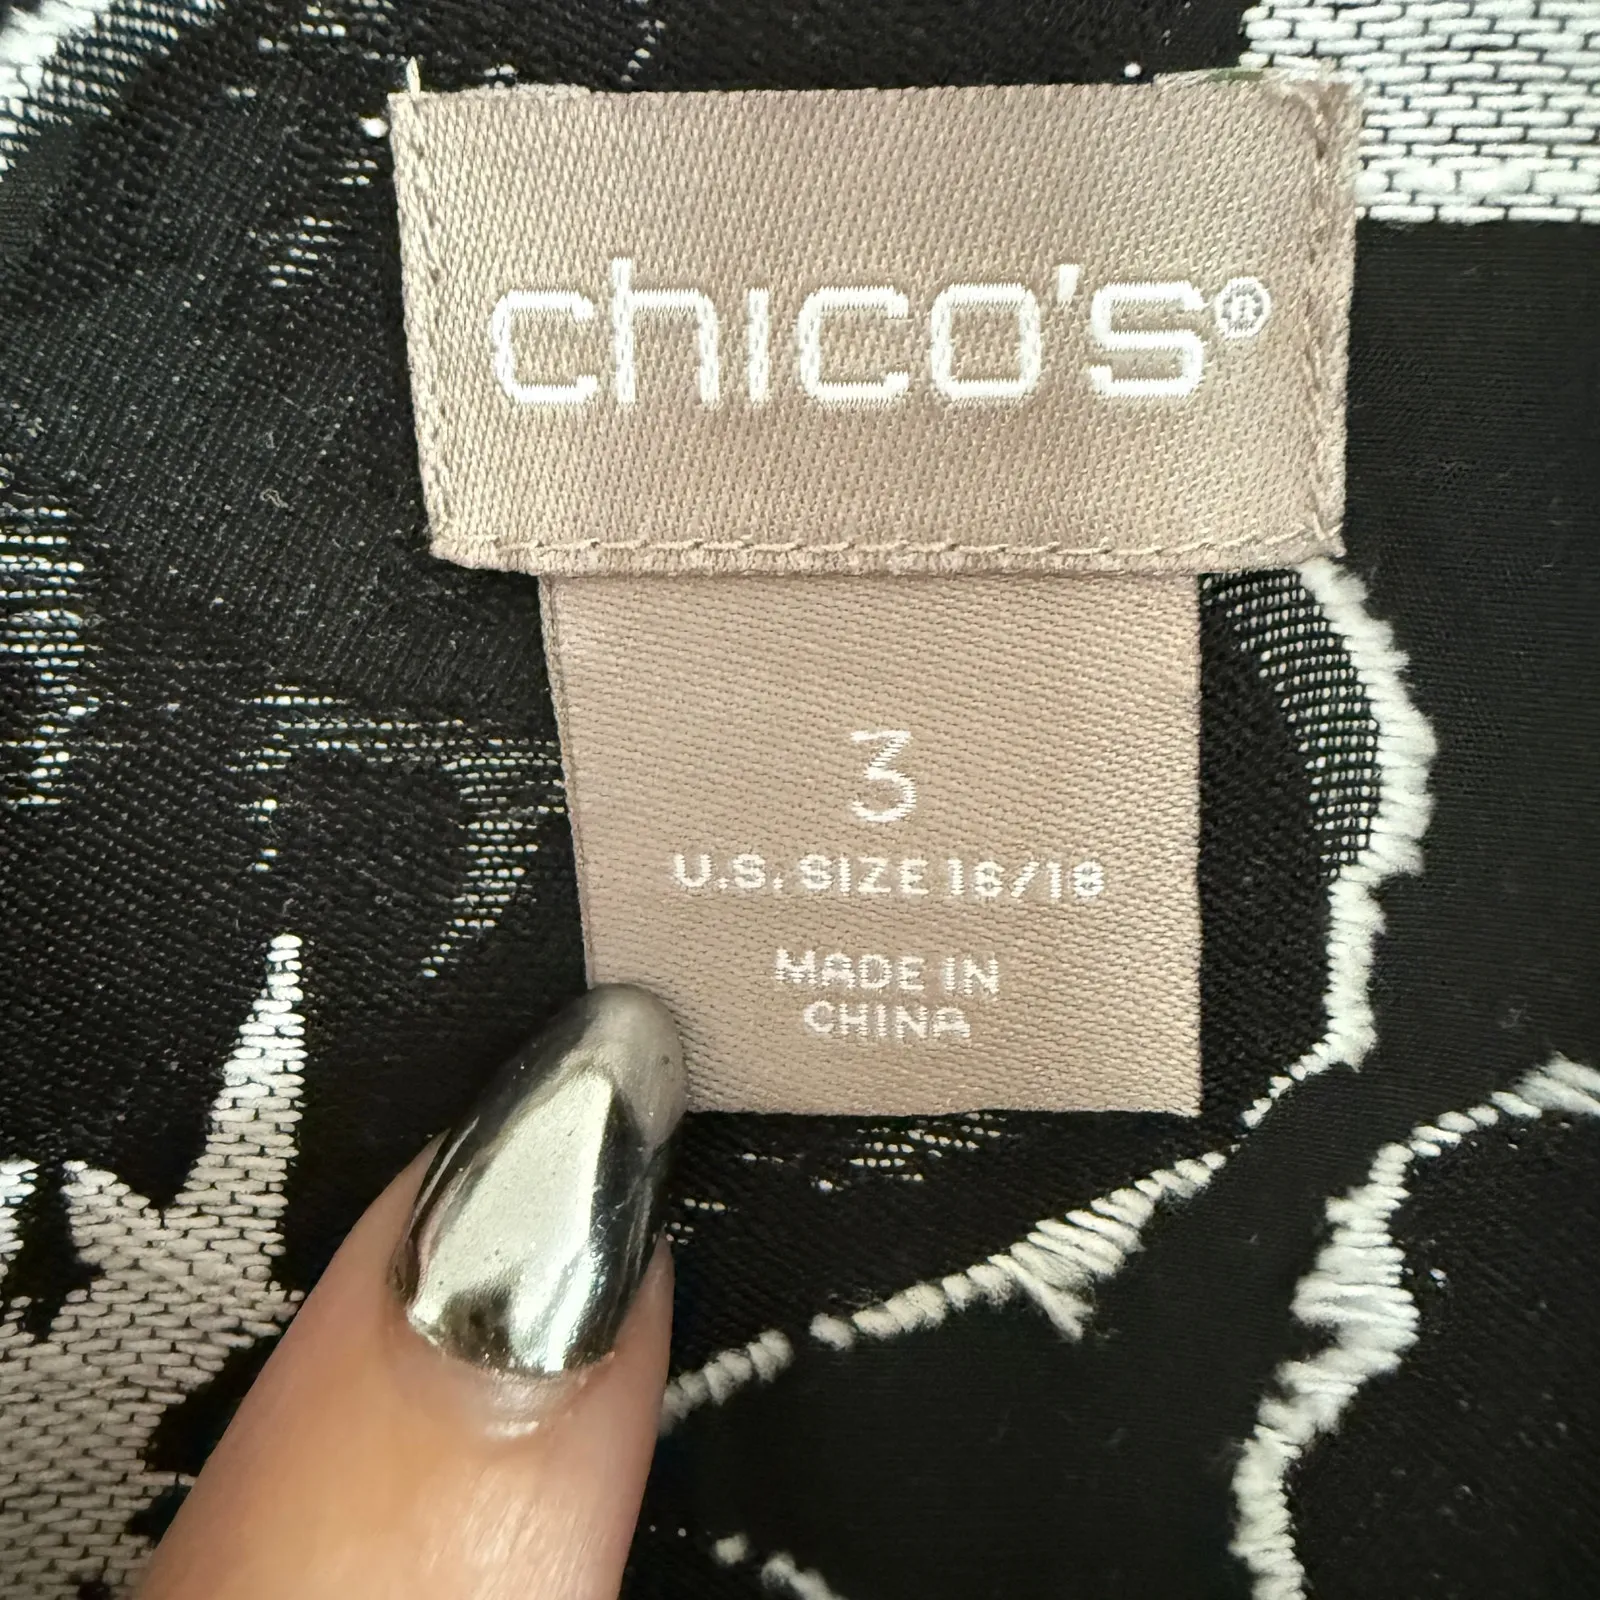 chico's®
3
U.S. SIZE 16/18
MADE IN
CHINA